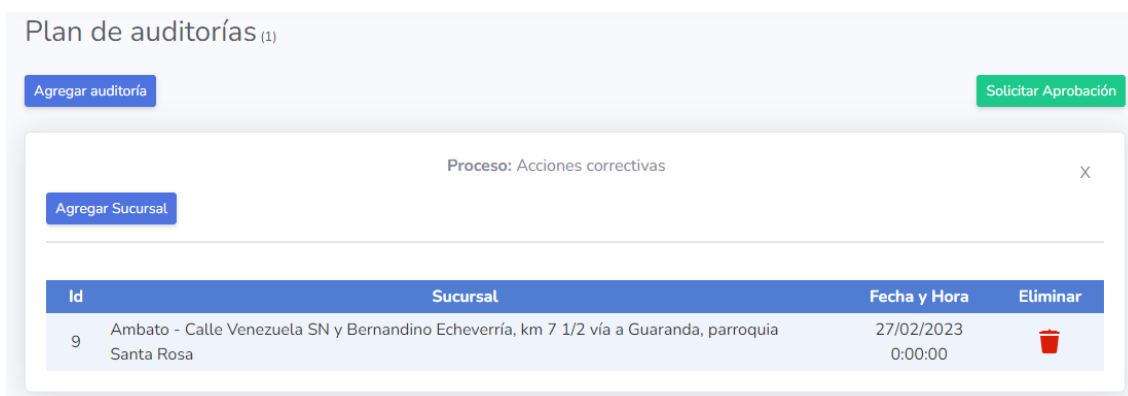 Plan de auditorías (1)
Agregar auditoría
Solicitar Aprobación
Proceso: Acciones correctivas
X
Agregar Sucursal
Id Sucursal Fecha y Hora Eliminar
9 Ambato - Calle Venezuela SN y Bernandino Echeverría, km 7 1/2 vía a Guaranda, parroquia
Santa Rosa
27/02/2023
0:00:00